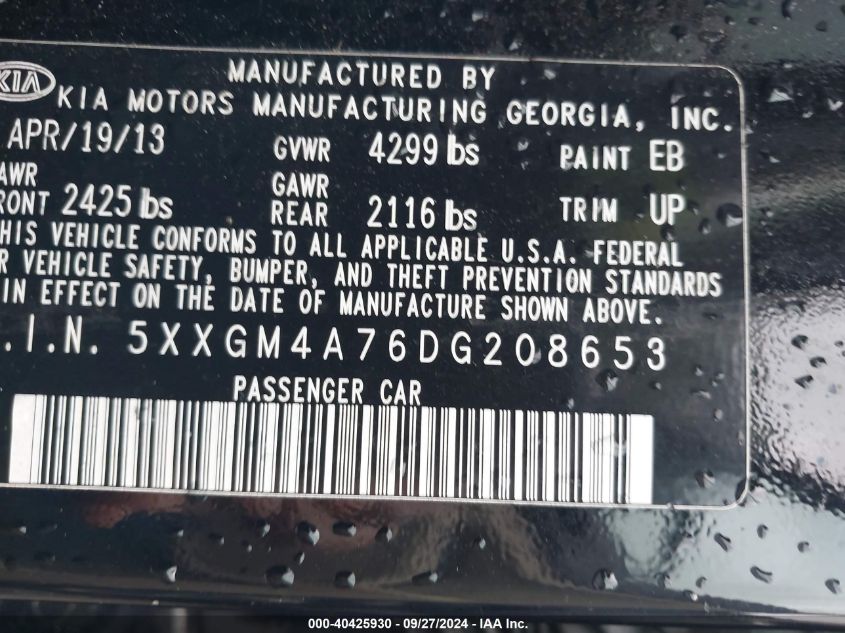 KIA
MANUFACTURED BY
KIA MOTORS MANUFACTURING GEORGIA, INC.
APR/19/13 GVWR 4299 lbs PAINT EB
AWR
RONT 2425 lbs GAWR REAR 2116 lbs TRIM UP
HIS VEHICLE CONFORMS TO ALL APPLICABLE U.S.A. FEDERAL
R VEHICLE SAFETY, BUMPER, AND THEFT PREVENTION STANDARDS
IN EFFECT ON THE DATE OF MANUFACTURE SHOWN ABOVE.
.I.N. 5XXGM4A76DG208653
PASSENGER CAR
000-40425930 - 09/27/2024 - © IAA, Inc.